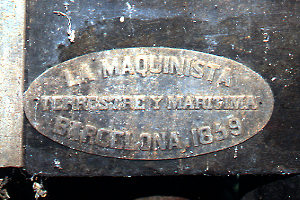 LA MAQUINISTA
TERRESTRE Y MARITIMA
BARCELONA, 1859